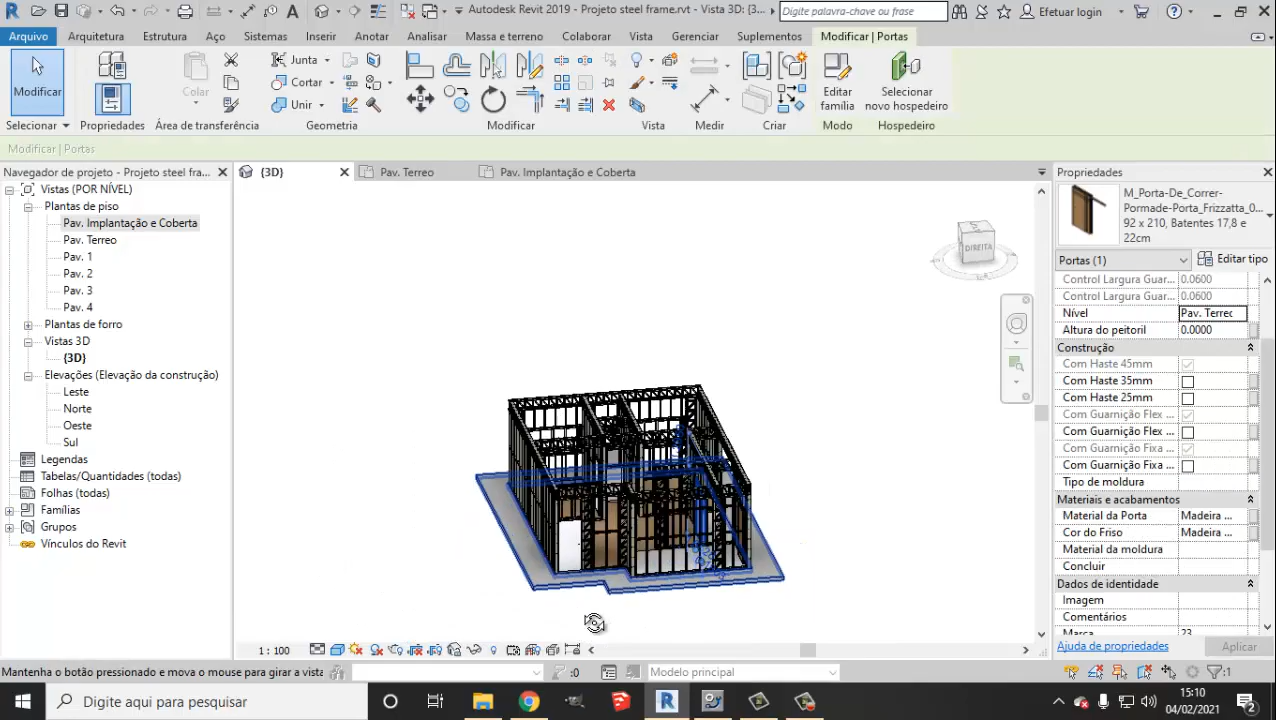 Autodesk Revit 2019 - Projeto steel frame.rvt - Vista 3D: {3...
Digite palavra-chave ou frase
Efetuar login
Arquivo Arquitetura Estrutura Aço Sistemas Inserir Anotar Analisar Massa e terreno Colaborar Vista Gerenciar Suplementos Modificar | Portas
Modificar
Colar
Junta
Cortar
Unir
Editar família
Selecionar novo hospedeiro
Selecionar Propriedades Área de transferência Geometria Modificar Vista Medir Criar Modo Hospedeiro
Modificar | Portas
Navegador de projeto - Projeto steel fra...
Vistas (POR NÍVEL)
Plantas de piso
Pav. Implantação e Coberta
Pav. Terreo
Pav. 1
Pav. 2
Pav. 3
Pav. 4
Plantas de forro
Vistas 3D
{3D}
Elevações (Elevação da construção)
Leste
Norte
Oeste
Sul
Legendas
Tabelas/Quantidades (todas)
Folhas (todas)
Famílias
Grupos
Vínculos do Revit
{3D}
Pav. Terreo
Pav. Implantação e Coberta
DIREITA
Propriedades
M_Porta-De_Correr-
Pormade-Porta_Frizzatta_0...
92 x 210, Batentes 17,8 e
22cm
Portas (1)
Editar tipo
Control Largura Guar... 0.0600
Control Largura Guar... 0.0600
Nível Pav. Terrec
Altura do peitoril 0.0000
Construção
Com Haste 45mm
Com Haste 35mm
Com Haste 25mm
Com Guarnição Flex ...
Com Guarnição Flex ...
Com Guarnição Fixa ...
Com Guarnição Fixa ...
Tipo de moldura
Materiais e acabamentos
Material da Porta Madeira ...
Cor do Friso Madeira ...
Material da moldura
Concluir
Dados de identidade
Imagem
Comentários
Marca 23
Ajuda de propriedades
Aplicar
1 : 100
Mantenha o botão pressionado e mova o mouse para girar a vista
:0
Modelo principal
:1
Digite aqui para pesquisar
15:10
04/02/2021
2